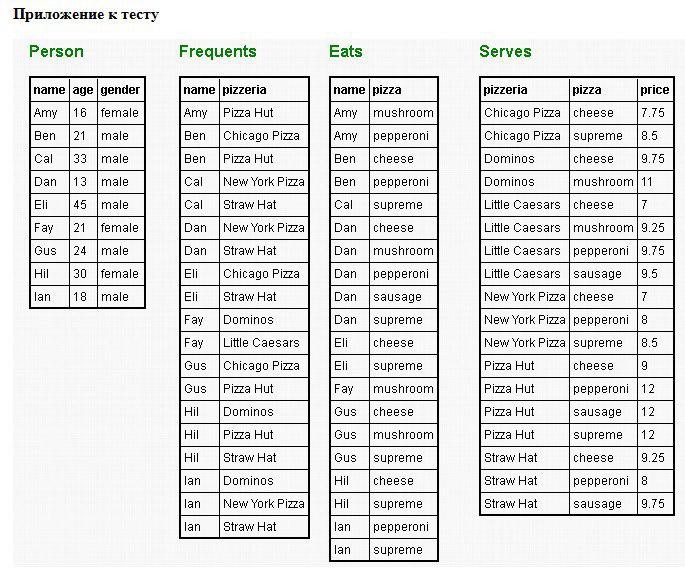 Приложение к тесту
Person Frequents Eats Serves
name age gender name pizzeria name pizza pizzeria pizza price
Amy 16 female Amy Pizza Hut Amy mushroom Chicago Pizza cheese 7.75
Ben 21 male Ben Chicago Pizza Amy pepperoni Chicago Pizza supreme 8.5
Cal 33 male Ben Pizza Hut Ben cheese Dominos cheese 9.75
Dan 13 male Cal New York Pizza Ben pepperoni Dominos mushroom 11
Eli 45 male Cal Straw Hat Cal supreme Little Caesars cheese 7
Fay 21 female Dan New York Pizza Dan cheese Little Caesars mushroom 9.25
Gus 24 male Dan Straw Hat Dan mushroom Little Caesars pepperoni 9.75
Hil 30 female Eli Chicago Pizza Dan pepperoni Little Caesars sausage 9.5
Ian 18 male Eli Straw Hat Dan sausage New York Pizza cheese 7
Fay Dominos Dan supreme New York Pizza pepperoni 8
Fay Little Caesars Eli cheese New York Pizza supreme 8.5
Gus Chicago Pizza Eli supreme Pizza Hut cheese 9
Gus Pizza Hut Fay mushroom Pizza Hut pepperoni 12
Hil Dominos Gus cheese Pizza Hut sausage 12
Hil Pizza Hut Gus mushroom Pizza Hut supreme 12
Hil Straw Hat Gus supreme Straw Hat cheese 9.25
Ian Dominos Hil cheese Straw Hat pepperoni 8
Ian New York Pizza Hil supreme Straw Hat sausage 9.75
Ian Straw Hat Ian pepperoni
Ian supreme